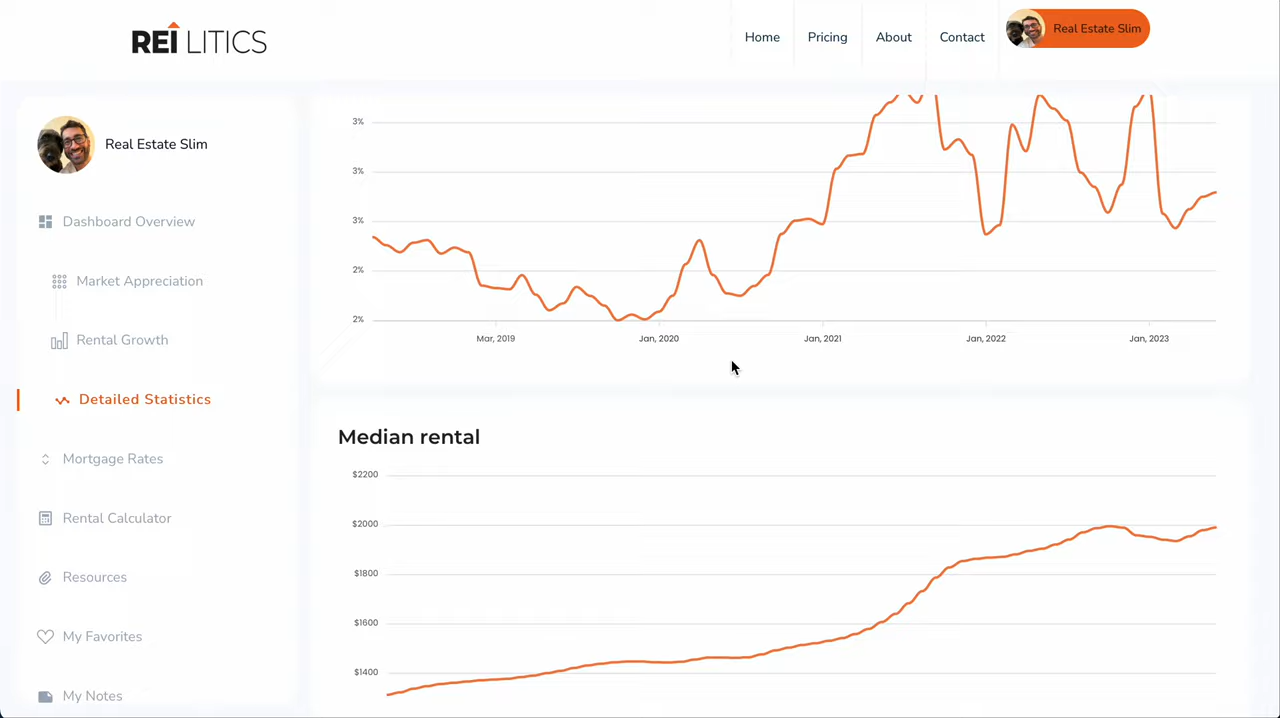 REI LITICS
Home
Pricing
About
Contact
Real Estate Slim
Real Estate Slim
Dashboard Overview
Market Appreciation
Rental Growth
Detailed Statistics
Mortgage Rates
Rental Calculator
Resources
My Favorites
My Notes
3%
3%
3%
2%
2%
Mar, 2019
Jan, 2020
Jan, 2021
Jan, 2022
Jan, 2023
Median rental
$2200
$2000
$1800
$1600
$1400